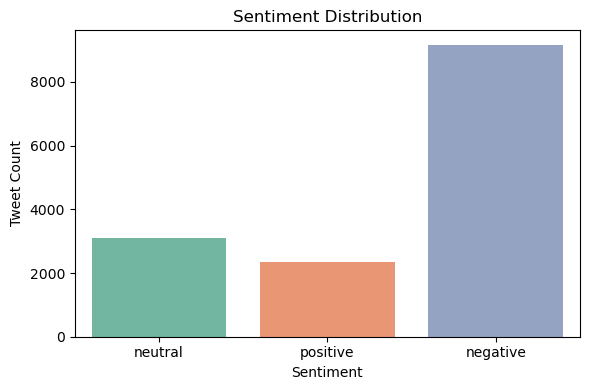 Sentiment Distribution
Tweet Count
8000
6000
4000
2000
0
neutral positive negative
Sentiment